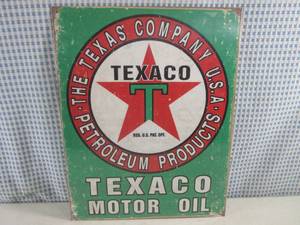 THE TEXAS COMPANY U.S.A.
TEXACO
T
REG. U.S. PAT. OFF.
PETROLEUM PRODUCTS
TEXACO
MOTOR OIL